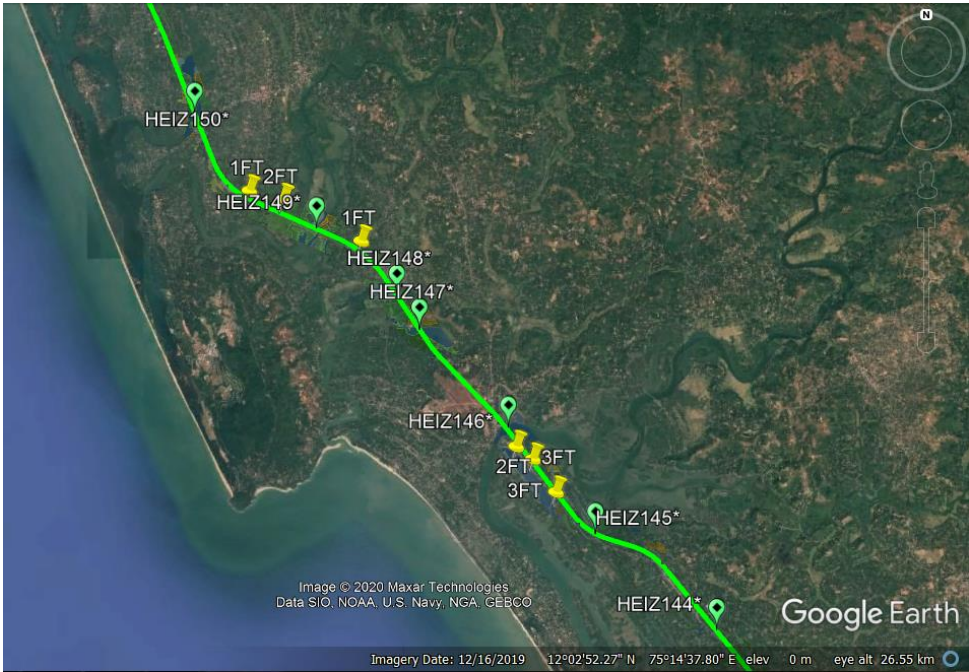 N
HEIZ150*
1FT
2FT
HEIZ149*
1FT
HEIZ148*
HEIZ147*
HEIZ146*
2FT
3FT
3FT
HEIZ145*
HEIZ144*
Image © 2020 Maxar Technologies
Data SIO, NOAA, U.S. Navy, NGA, GEBCO
Google Earth
Imagery Date: 12/16/2019 12°02'52.27" N 75°14'37.80" E elev 0 m eye alt 26.55 km